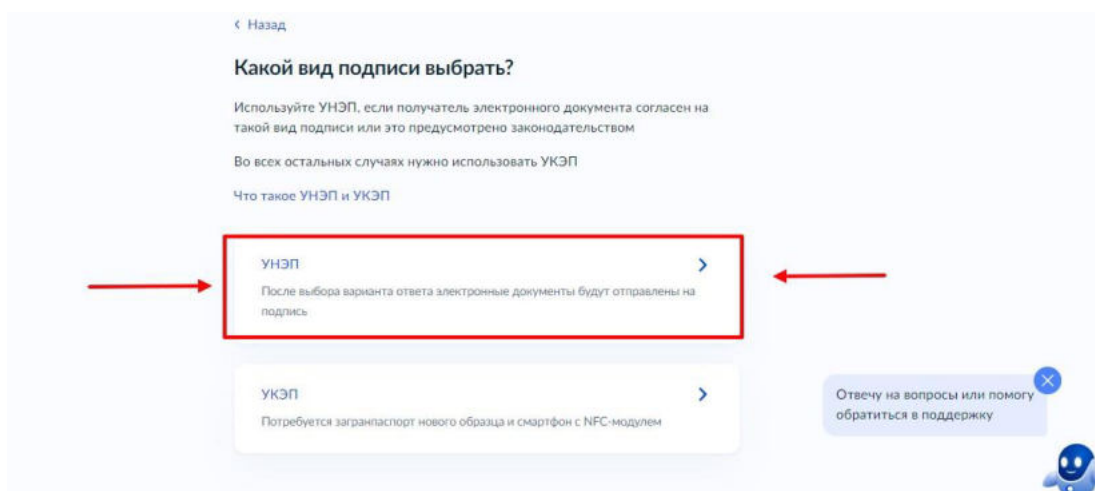 Назад
Какой вид подписи выбрать?
Используйте УНЭП, если получатель электронного документа согласен на
такой вид подписи или это предусмотрено законодательством
Во всех остальных случаях нужно использовать УКЭП
Что такое УНЭП и УКЭП
УНЭП
После выбора варианта ответа электронные документы будут отправлены на
подпись
УКЭП
Потребуется загранпаспорт нового образца и смартфон с NFC-модулем
Отвечу на вопросы или помогу
обратиться в поддержку